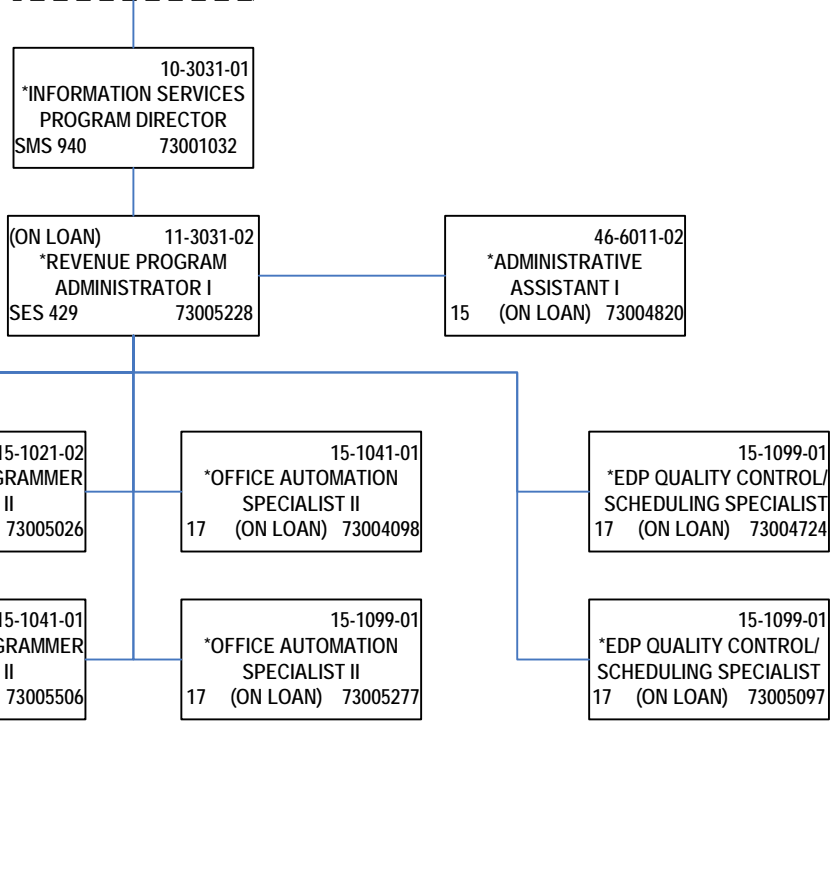 10-3031-01
*INFORMATION SERVICES
PROGRAM DIRECTOR
SMS 940 73001032
(ON LOAN) 11-3031-02
*REVENUE PROGRAM
ADMINISTRATOR I
SES 429 73005228
46-6011-02
*ADMINISTRATIVE
ASSISTANT I
15 (ON LOAN) 73004820
15-1021-02
GRAMMER
II
73005026
15-1041-01
*OFFICE AUTOMATION
SPECIALIST II
17 (ON LOAN) 73004098
15-1099-01
*EDP QUALITY CONTROL/
SCHEDULING SPECIALIST
17 (ON LOAN) 73004724
15-1041-01
GRAMMER
II
73005506
15-1099-01
*OFFICE AUTOMATION
SPECIALIST II
17 (ON LOAN) 73005277
15-1099-01
*EDP QUALITY CONTROL/
SCHEDULING SPECIALIST
17 (ON LOAN) 73005097